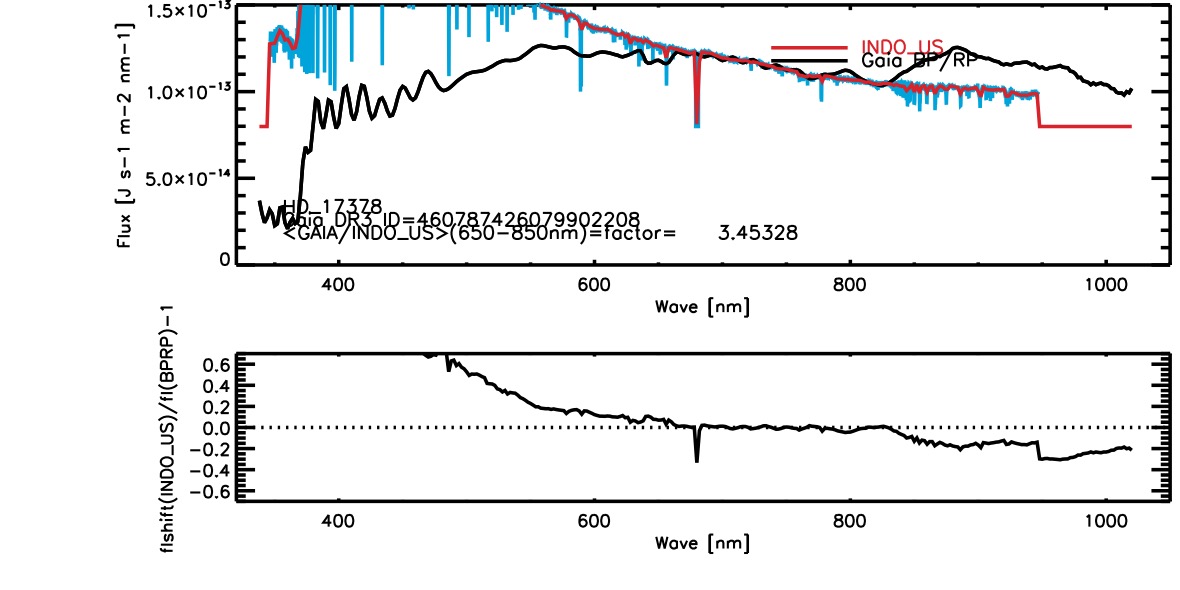 1.5×10−13
INDO_US
Gaia BP/RP
1.0×10−13
5.0×10−14
HD_17378
Gaia DR3 ID=460787426079902208
<GAIA/INDO_US>(650−850nm)=factor= 3.45328
0
Flux [J s−1 m−2 nm−1]
400 600 800 1000
Wave [nm]
0.6
0.4
0.2
0.0
−0.2
−0.4
−0.6
flshift(INDO_US)/fl(BPRP)−1
400 600 800 1000
Wave [nm]